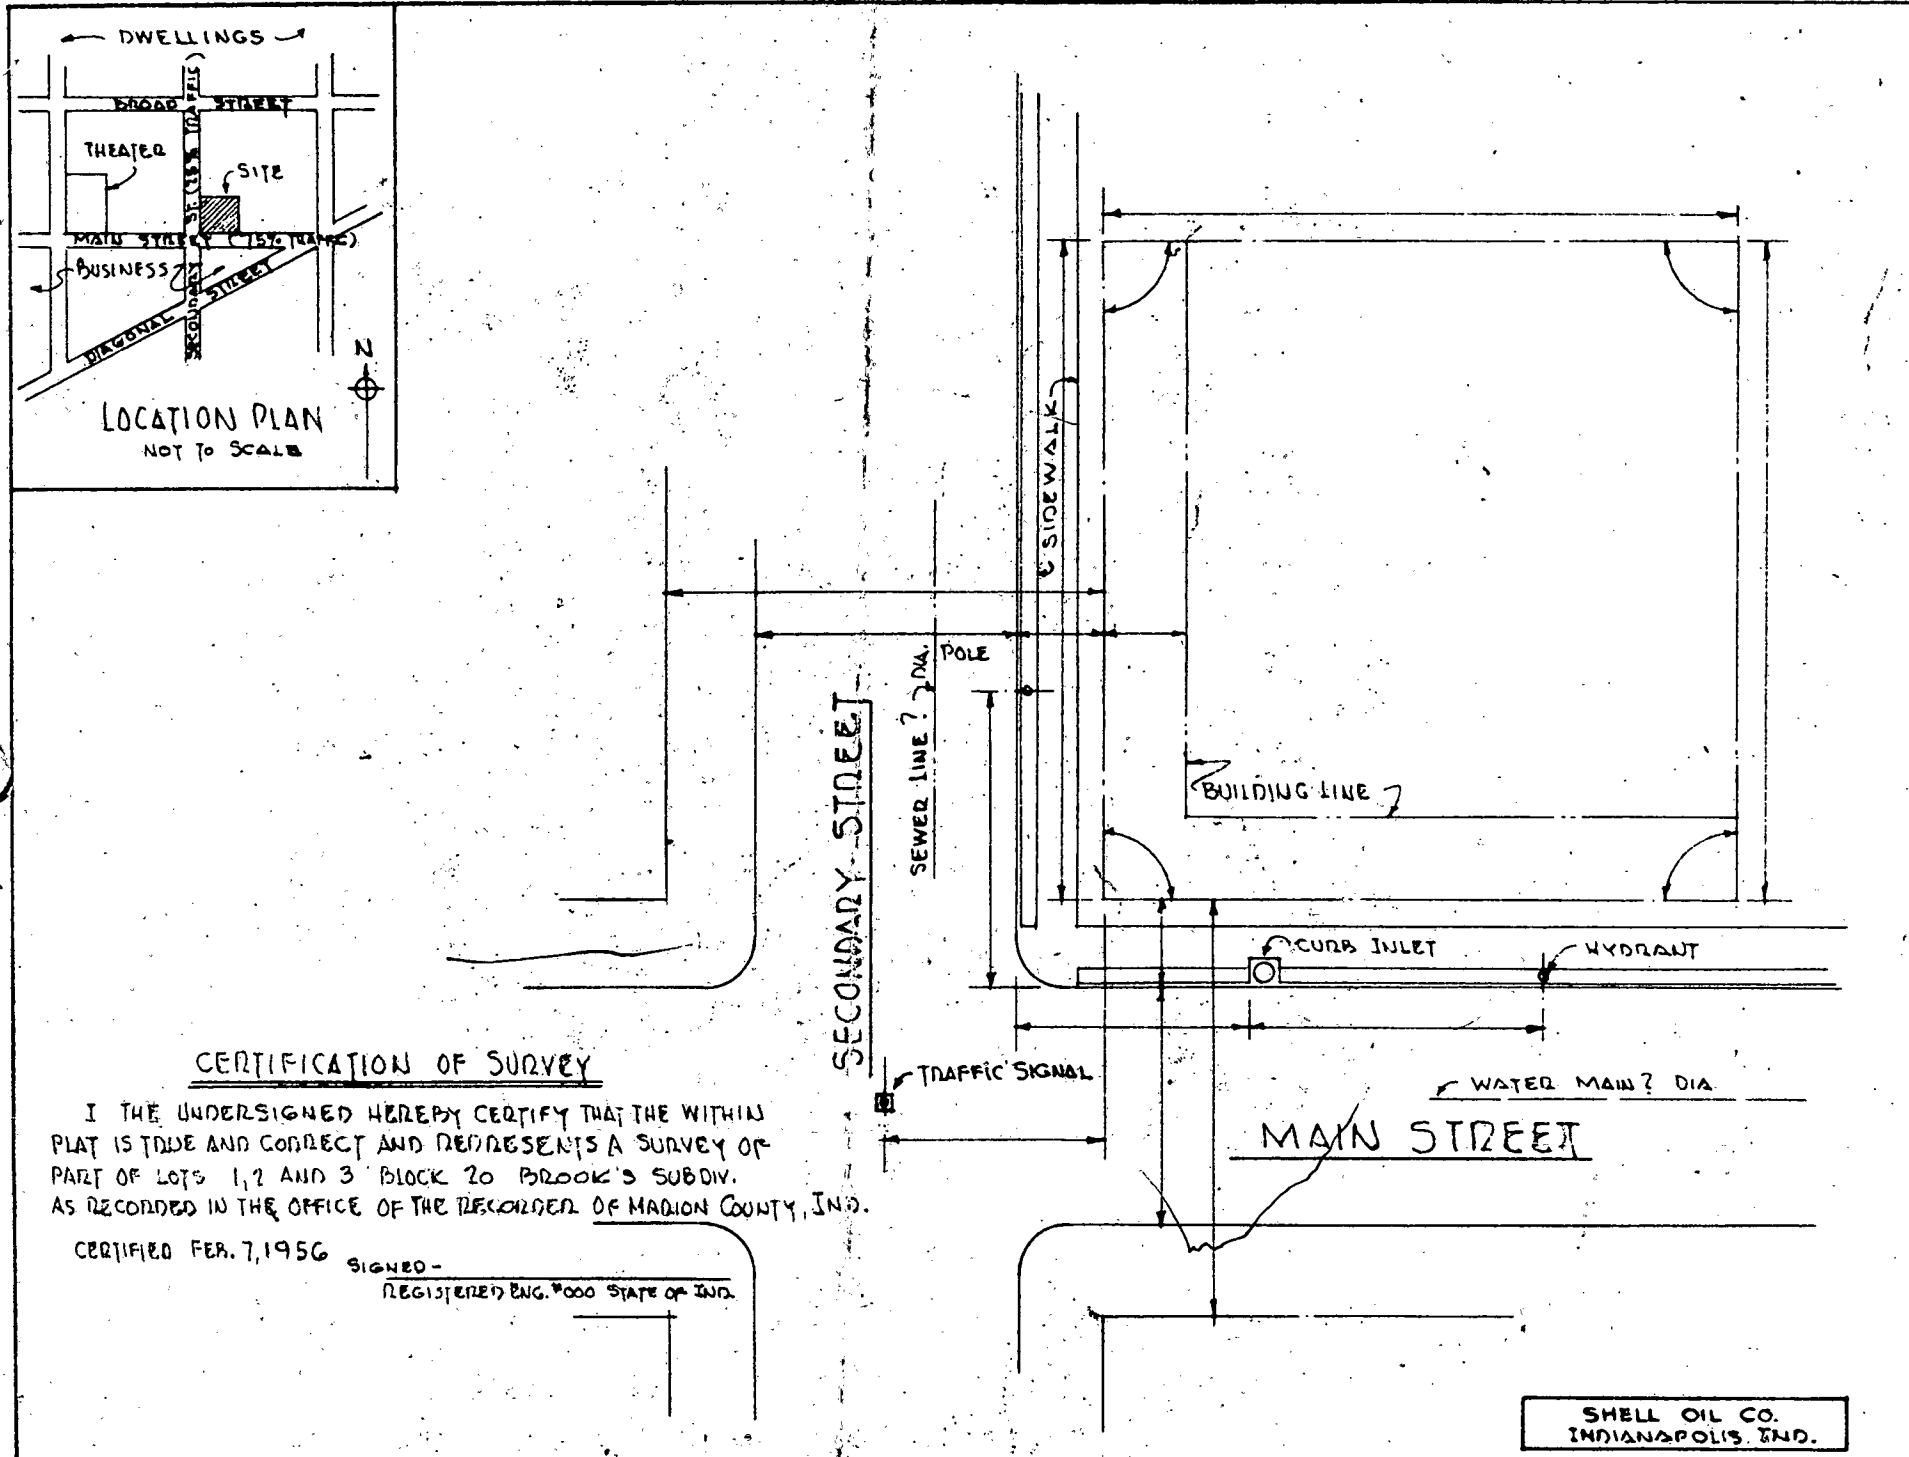 DWELLINGS
BROAD STREET
THEATER
SITE
SECONDARY ST. (25% TRAFFIC)
MAIN STREET (75% TRAFFIC)
BUSINESS
DIAGONAL STREET
N
LOCATION PLAN
NOT TO SCALE
℄ SIDEWALK
POLE
SEWER LINE ? DIA.
SECONDARY STREET
BUILDING LINE
CURB INLET
HYDRANT
TRAFFIC SIGNAL
WATER MAIN ? DIA
MAIN STREET
CERTIFICATION OF SURVEY
I THE UNDERSIGNED HEREBY CERTIFY THAT THE WITHIN
PLAT IS TRUE AND CORRECT AND REPRESENTS A SURVEY OF
PART OF LOTS 1, 2 AND 3 BLOCK 20 BROOK'S SUBDIV.
AS RECORDED IN THE OFFICE OF THE RECORDER OF MARION COUNTY, IND.
CERTIFIED FEB. 7, 1956
SIGNED -
REGISTERED ENG. #000 STATE OF IND.
SHELL OIL CO.
INDIANAPOLIS, IND.